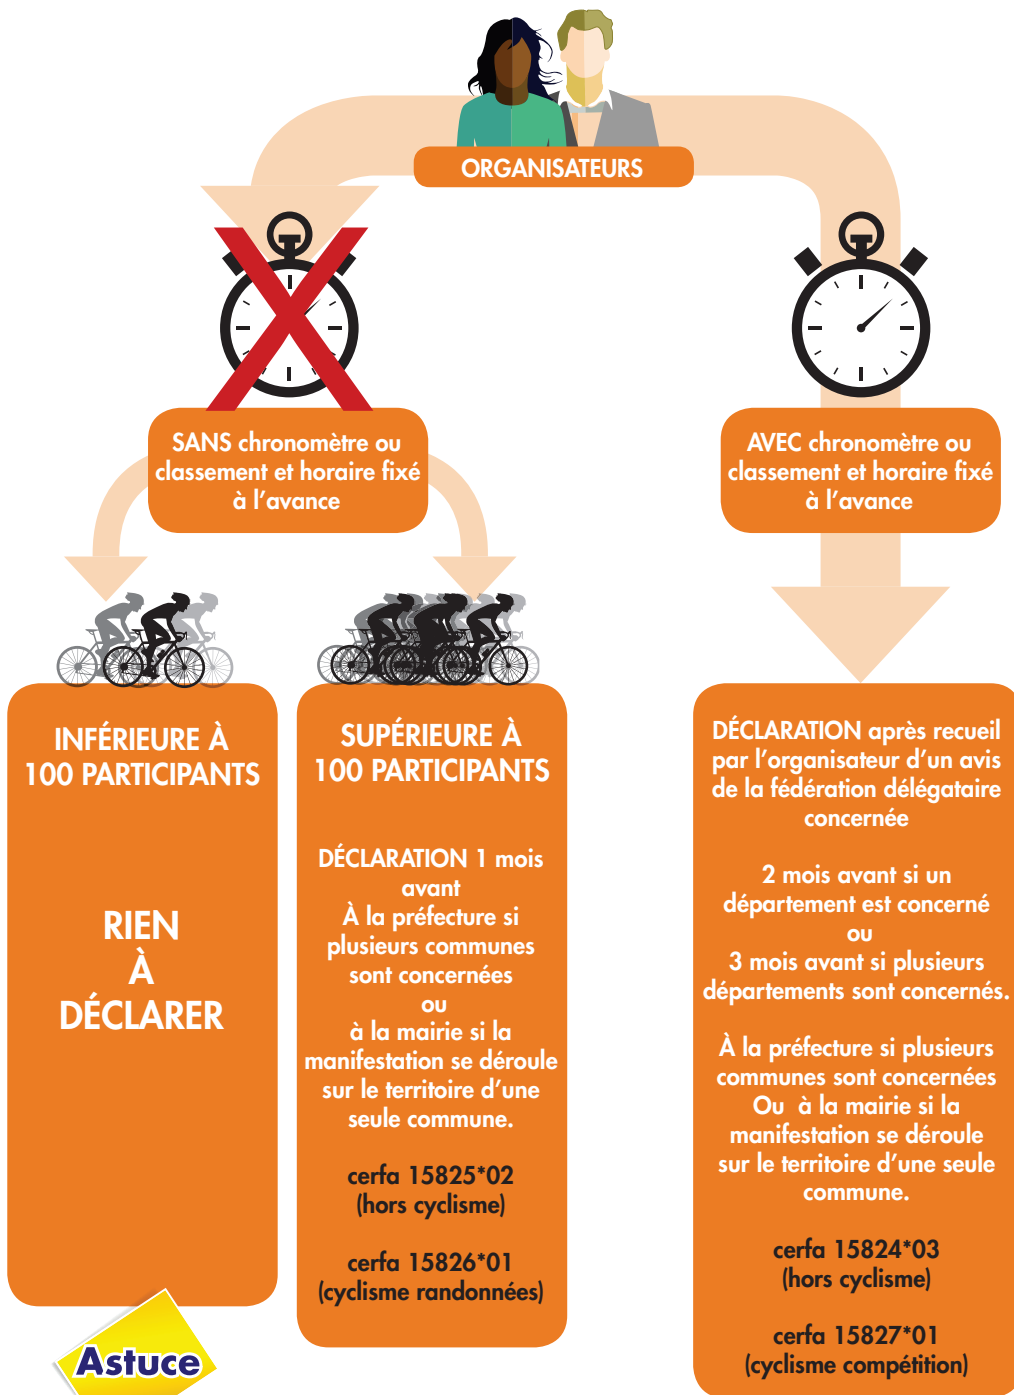 ORGANISATEURS
SANS chronomètre ou
classement et horaire fixé
à l'avance
AVEC chronomètre ou
classement et horaire fixé
à l'avance
INFÉRIEURE À
100 PARTICIPANTS
RIEN
À
DÉCLARER
SUPÉRIEURE À
100 PARTICIPANTS
DÉCLARATION 1 mois
avant
À la préfecture si
plusieurs communes
sont concernées
ou
à la mairie si la
manifestation se déroule
sur le territoire d'une
seule commune.
cerfa 15825*02
(hors cyclisme)
cerfa 15826*01
(cyclisme randonnées)
DÉCLARATION après recueil
par l'organisateur d'un avis
de la fédération délégataire
concernée
2 mois avant si un
département est concerné
ou
3 mois avant si plusieurs
départements sont concernés.
À la préfecture si plusieurs
communes sont concernées
Ou à la mairie si la
manifestation se déroule
sur le territoire d'une seule
commune.
cerfa 15824*03
(hors cyclisme)
cerfa 15827*01
(cyclisme compétition)
Astuce